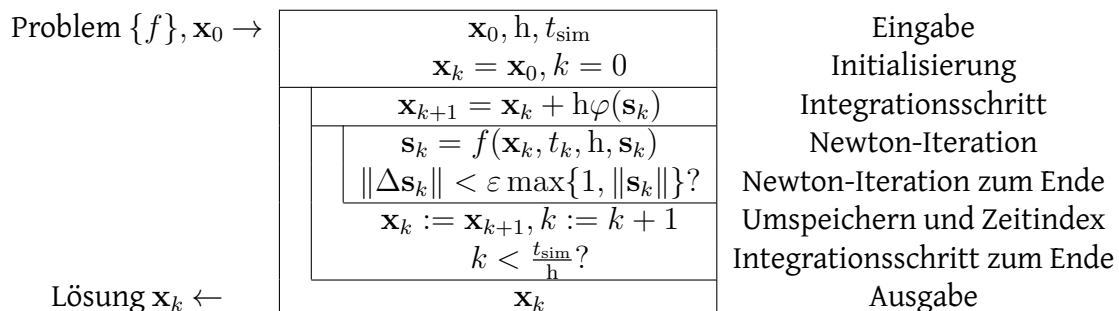 Problem {f}, x₀ → x₀, h, t_sim Eingabe
x_k = x₀, k = 0 Initialisierung
x_{k+1} = x_k + hφ(s_k) Integrationsschritt
s_k = f(x_k, t_k, h, s_k) Newton-Iteration
‖Δs_k‖ < ε max{1, ‖s_k‖}? Newton-Iteration zum Ende
x_k := x_{k+1}, k := k + 1 Umspeichern und Zeitindex
k < t_sim/h? Integrationsschritt zum Ende
Lösung x_k ← x_k Ausgabe